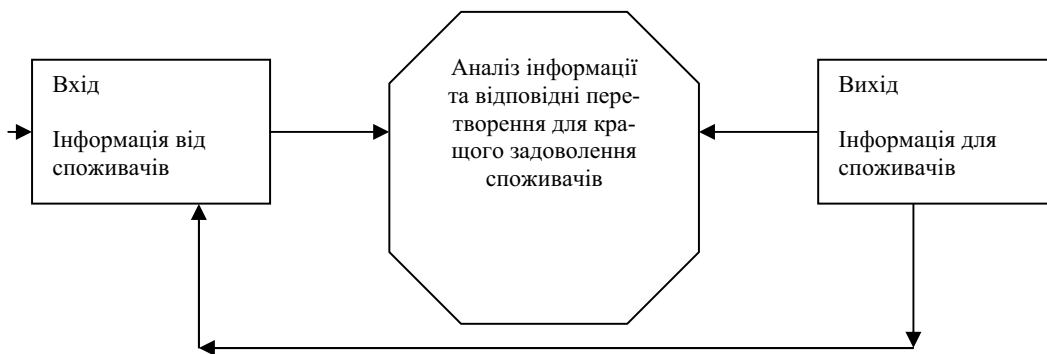 Вхід
Інформація від
споживачів
Аналіз інформації
та відповідні пере-
творення для кра-
щого задоволення
споживачів
Вихід
Інформація для
споживачів